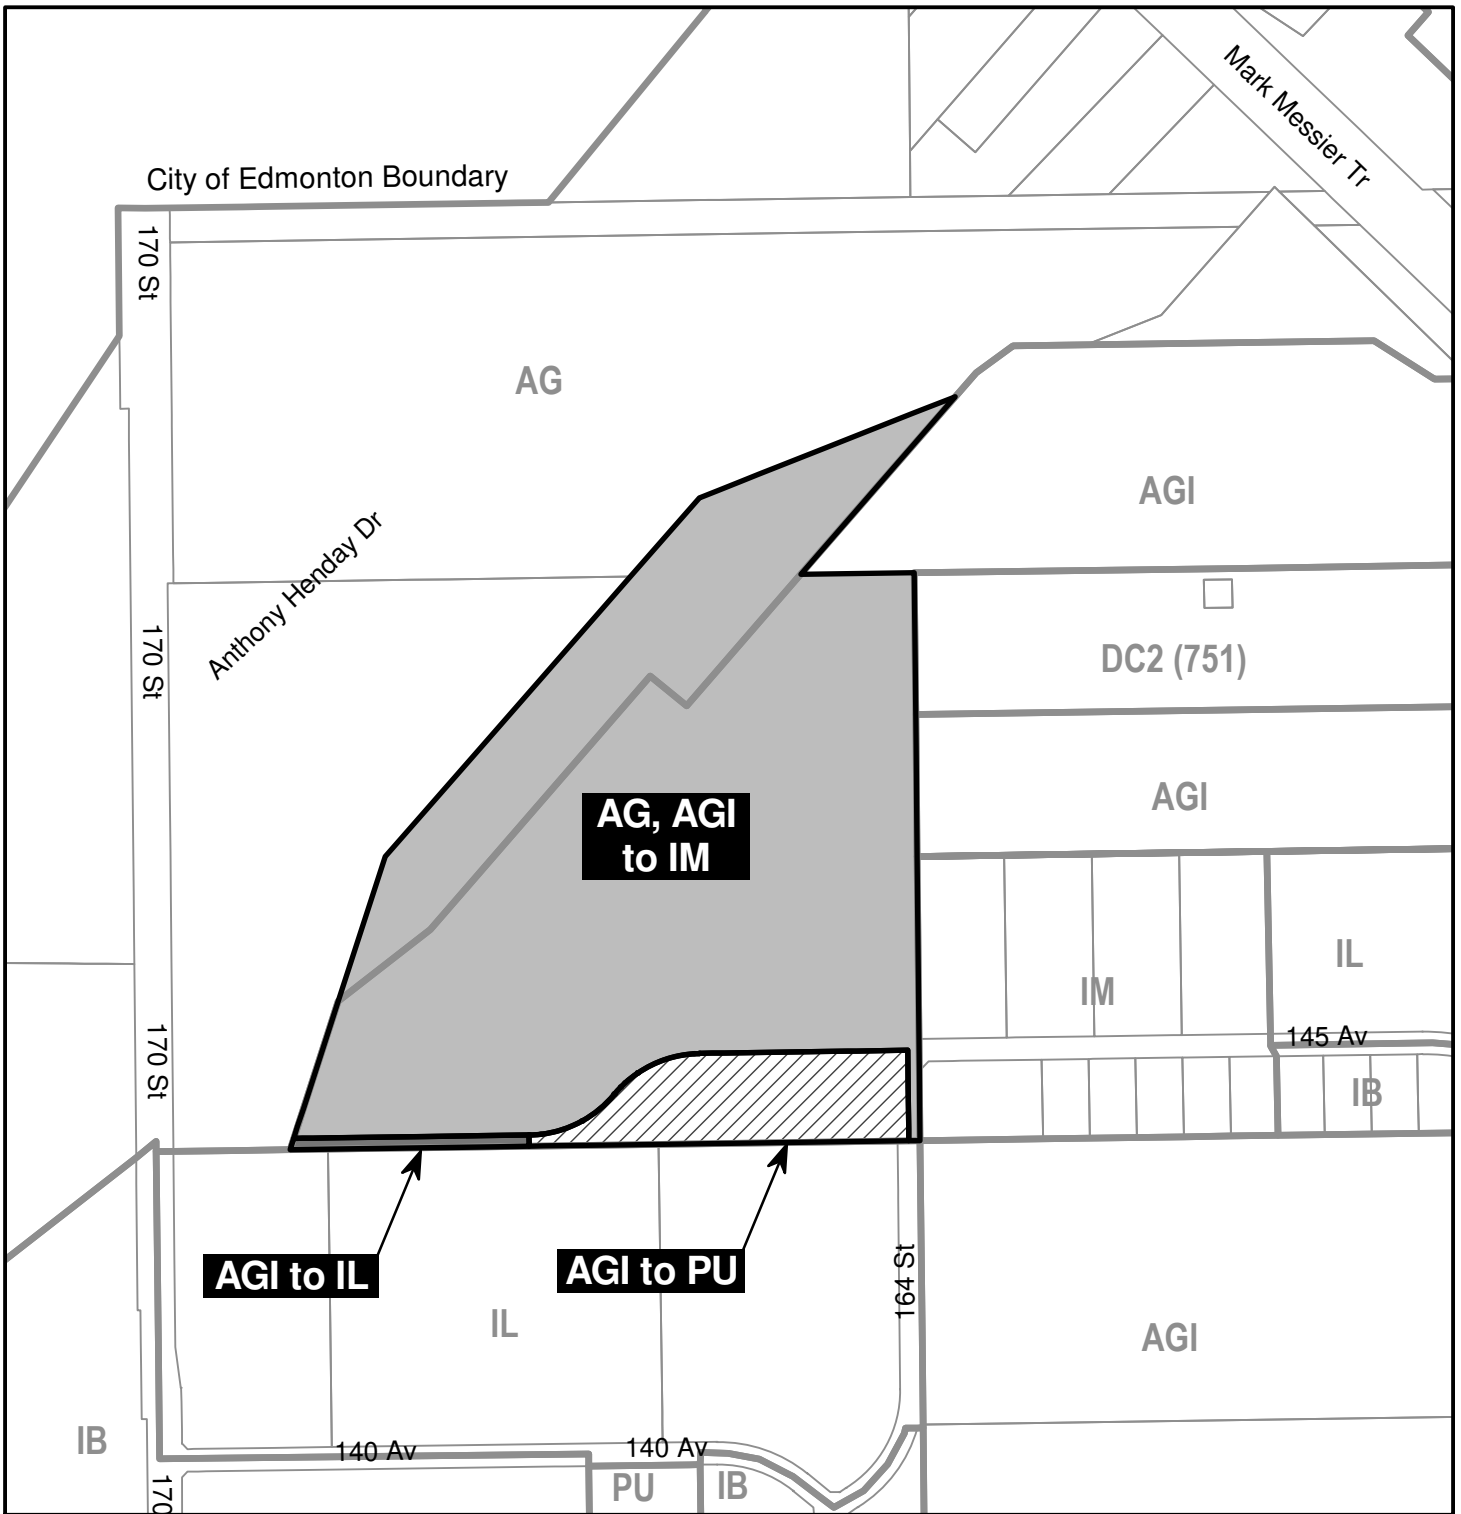 Mark Messier Tr
City of Edmonton Boundary
170 St
AG
AGI
Anthony Henday Dr
170 St
DC2 (751)
AG, AGI
to IM
AGI
IL
IM
170 St
145 Av
IB
AGI to IL
AGI to PU
164 St
IL
AGI
IB
140 Av
140 Av
170
PU
IB